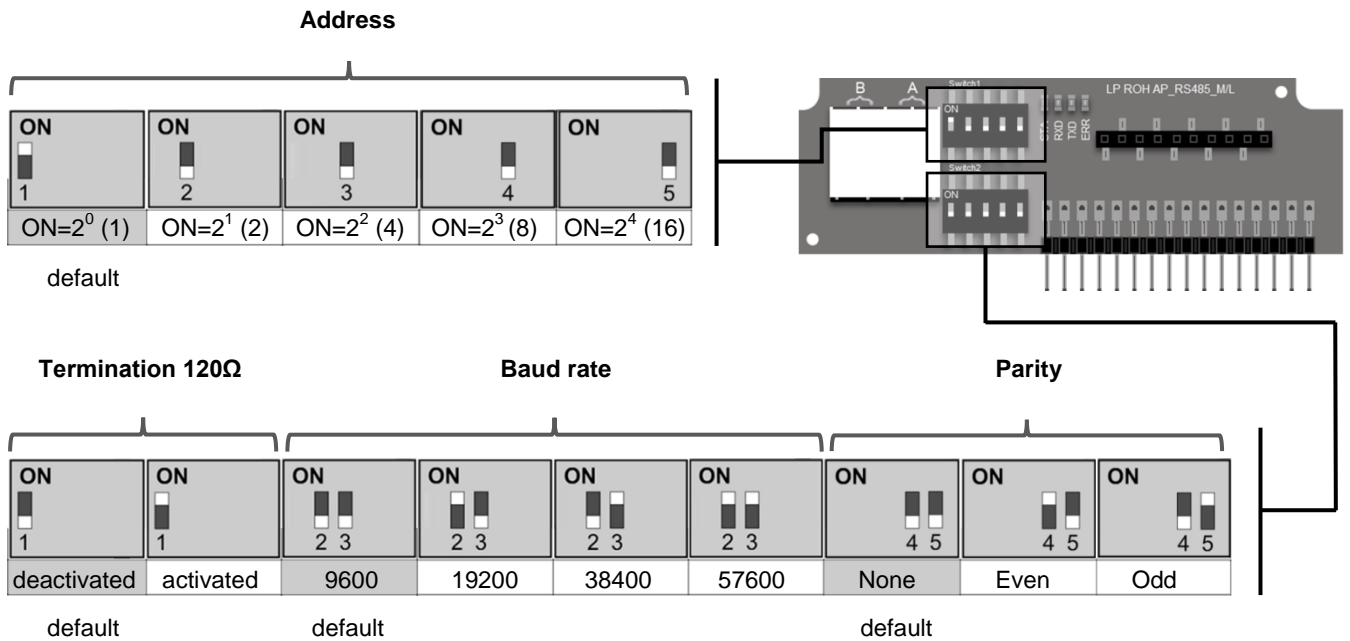 Address
ON ON ON ON ON
1 2 3 4 5
ON=2⁰ (1) ON=2¹ (2) ON=2² (4) ON=2³ (8) ON=2⁴ (16)
default
B A Switch1 LP ROH AP_RS485_M/L
ON
STA RXD TXD ERR
Switch2
ON
Termination 120Ω Baud rate Parity
ON ON ON ON ON ON ON ON ON
1 1 2 3 2 3 2 3 2 3 4 5 4 5 4 5
deactivated activated 9600 19200 38400 57600 None Even Odd
default default default